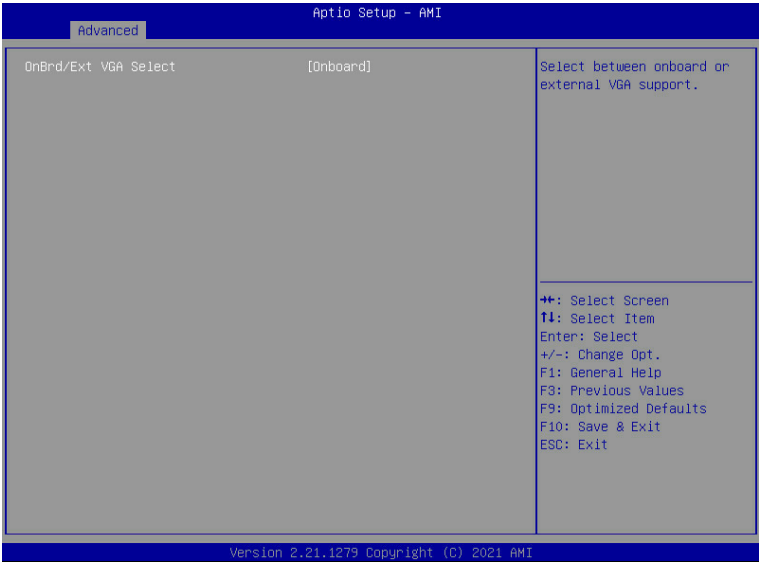 Aptio Setup – AMI
Advanced
OnBrd/Ext VGA Select [Onboard]
Select between onboard or
external VGA support.
→←: Select Screen
↑↓: Select Item
Enter: Select
+/-: Change Opt.
F1: General Help
F3: Previous Values
F9: Optimized Defaults
F10: Save & Exit
ESC: Exit
Version 2.21.1279 Copyright (C) 2021 AMI